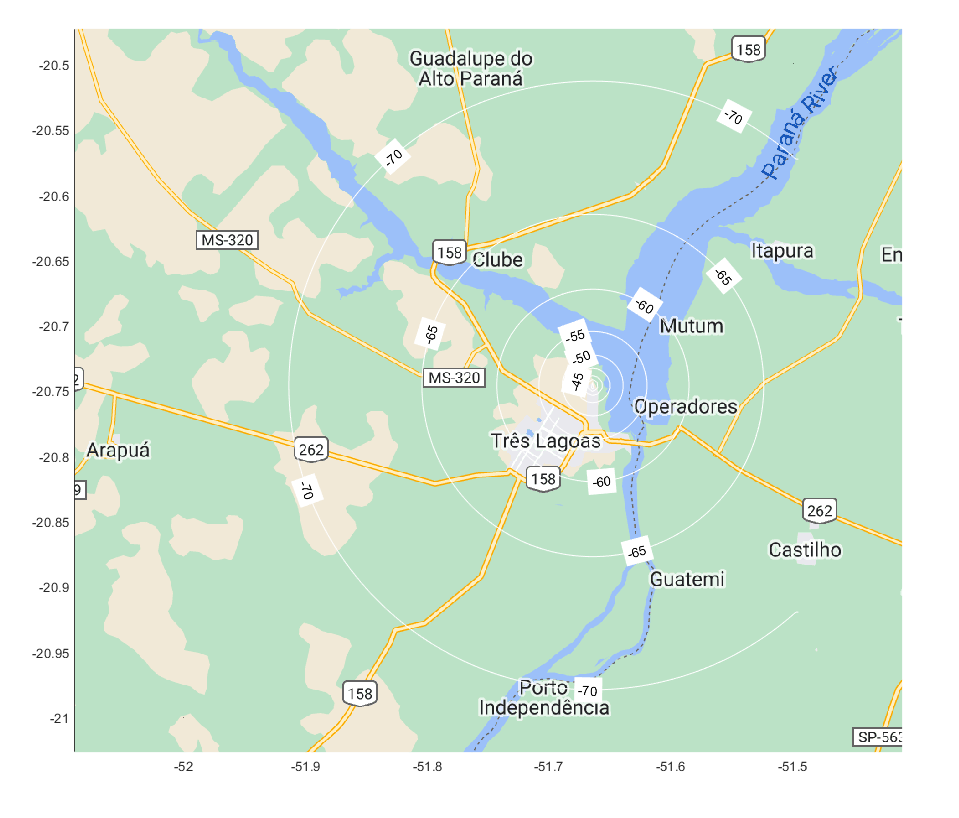 -20.5
-20.55
-20.6
-20.65
-20.7
-20.75
-20.8
-20.85
-20.9
-20.95
-21
Guadalupe do
Alto Paraná
158
Paraná River
-70
-70
MS-320
158
Clube
Itapura
En
-65
-60
-65
-55
Mutum
-50
-45
MS-320
2
Operadores
Três Lagoas
262
Arapuá
158
-60
9
-70
262
-65
Castilho
Guatemi
158
Porto
Independência
-70
SP-563
-52
-51.9
-51.8
-51.7
-51.6
-51.5